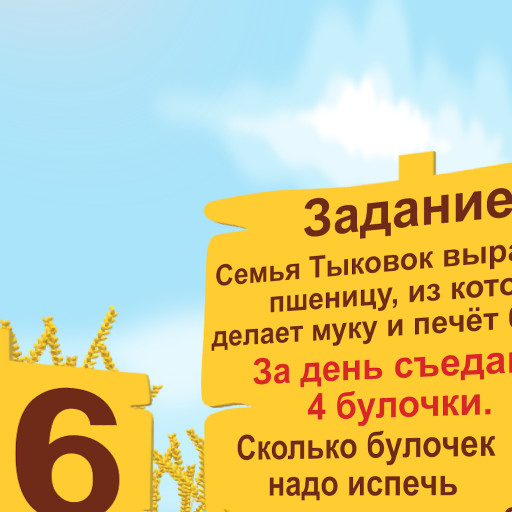 Задание
Семья Тыковок выра
пшеницу, из кото
делает муку и печёт
За день съедаю
4 булочки.
Сколько булочек
надо испечь
6